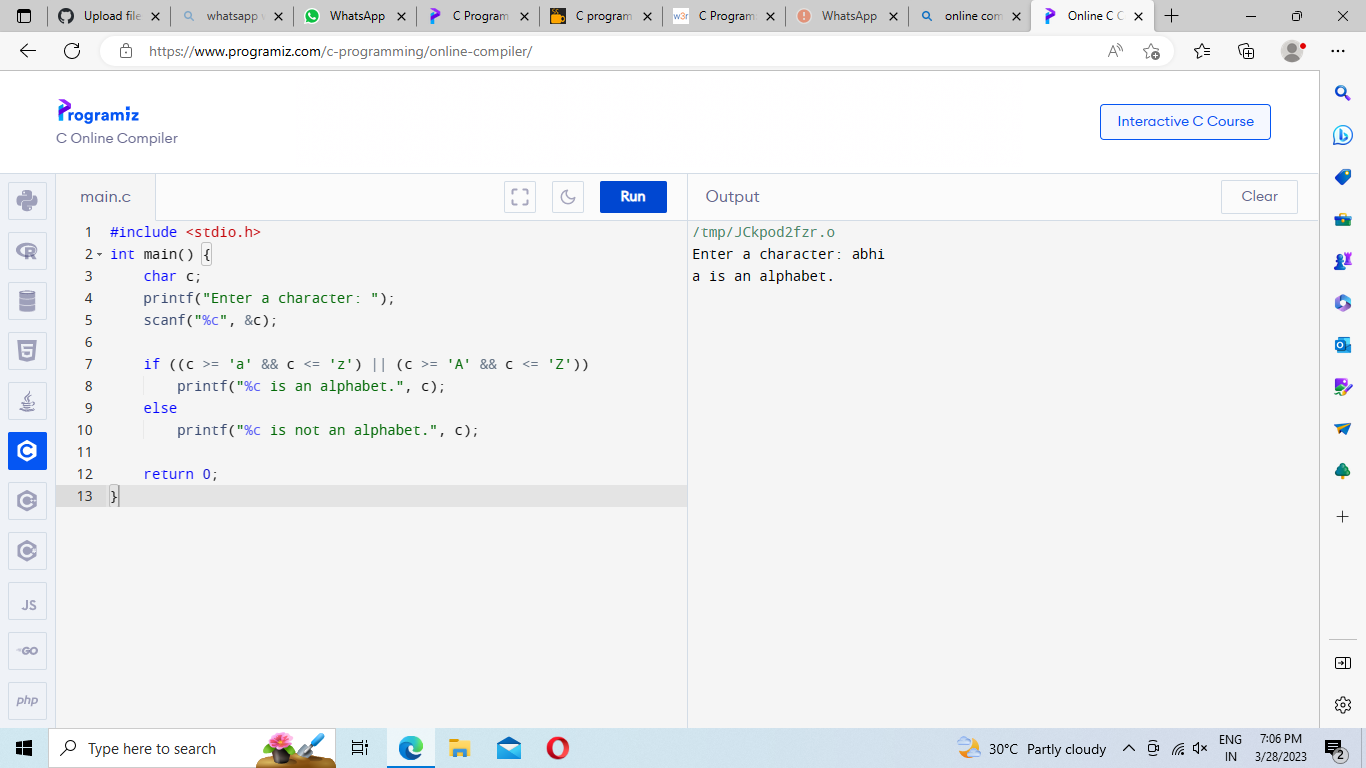 Upload file
whatsapp v
WhatsApp
C Program
C program
w3r
C Program
WhatsApp
online com
Online C C
https://www.programiz.com/c-programming/online-compiler/
Programiz
C Online Compiler
Interactive C Course
main.c
Run
Output
Clear
1 #include <stdio.h>
2 int main() {
3 char c;
4 printf("Enter a character: ");
5 scanf("%c", &c);
6
7 if ((c >= 'a' && c <= 'z') || (c >= 'A' && c <= 'Z'))
8 printf("%c is an alphabet.", c);
9 else
10 printf("%c is not an alphabet.", c);
11
12 return 0;
13 }
/tmp/JCkpod2fzr.o
Enter a character: abhi
a is an alphabet.
JS
GO
php
Type here to search
30°C Partly cloudy
ENG
IN
7:06 PM
3/28/2023
2